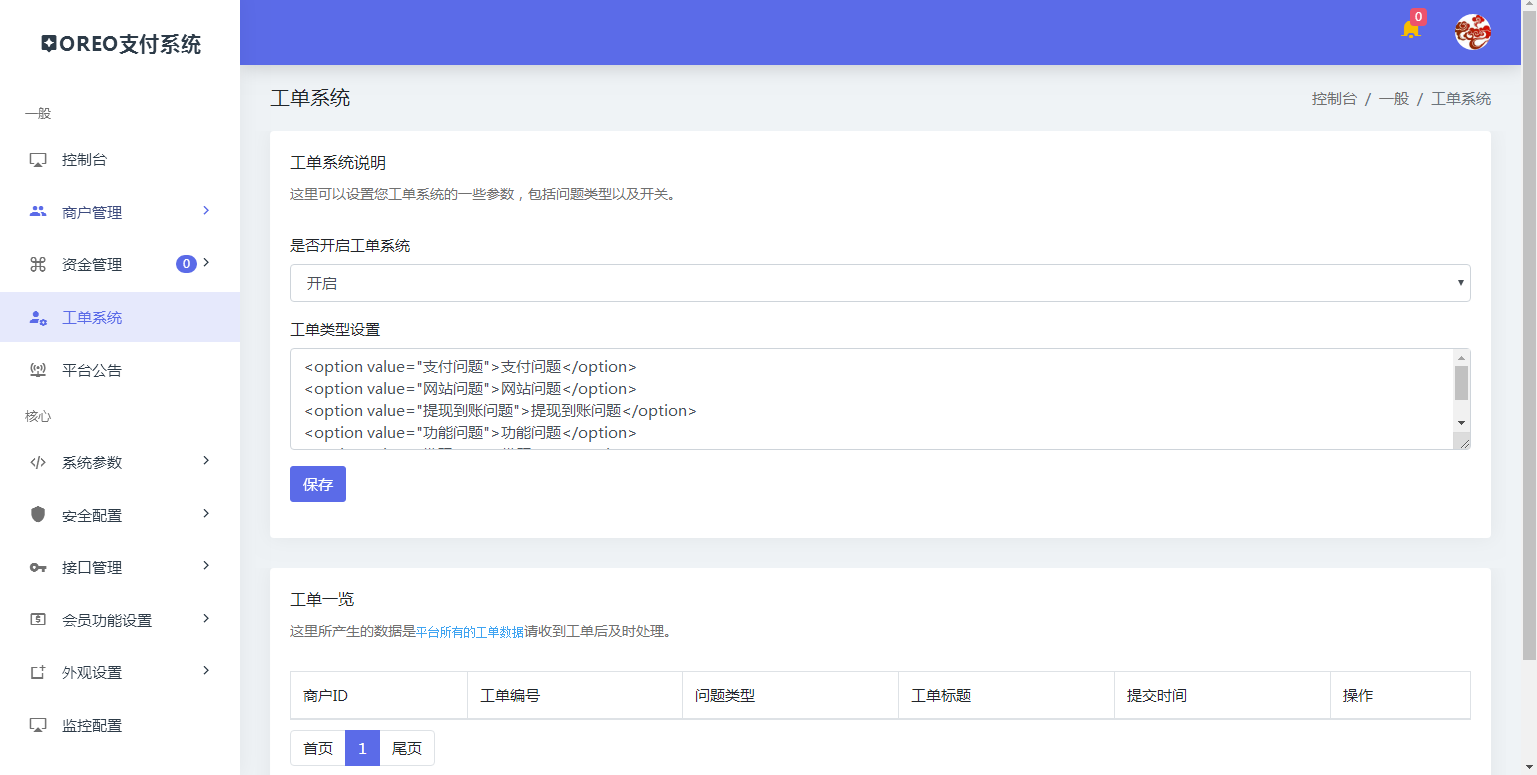 OREO支付系统
一般
控制台
商户管理
资金管理 0
工单系统
平台公告
核心
系统参数
安全配置
接口管理
会员功能设置
外观设置
监控配置
0
工单系统
控制台 / 一般 / 工单系统
工单系统说明
这里可以设置您工单系统的一些参数，包括问题类型以及开关。
是否开启工单系统
开启
工单类型设置
<option value="支付问题">支付问题</option>
<option value="网站问题">网站问题</option>
<option value="提现到账问题">提现到账问题</option>
<option value="功能问题">功能问题</option>
保存
工单一览
这里所产生的数据是平台所有的工单数据请收到工单后及时处理。
商户ID 工单编号 问题类型 工单标题 提交时间 操作
首页 1 尾页